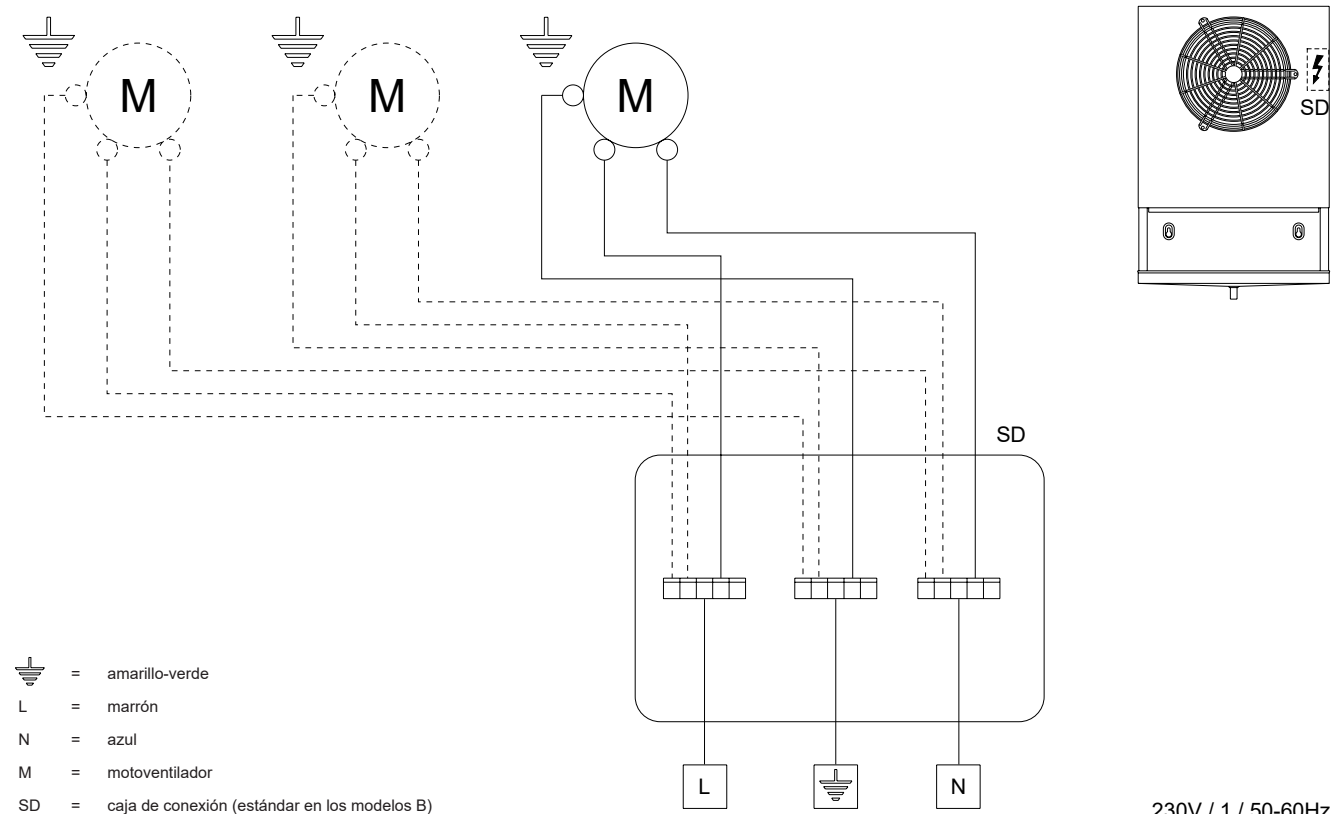 M M M
SD
SD
= amarillo-verde
L = marrón
N = azul
M = motoventilador
SD = caja de conexión (estándar en los modelos B)
L N
230V / 1 / 50-60Hz